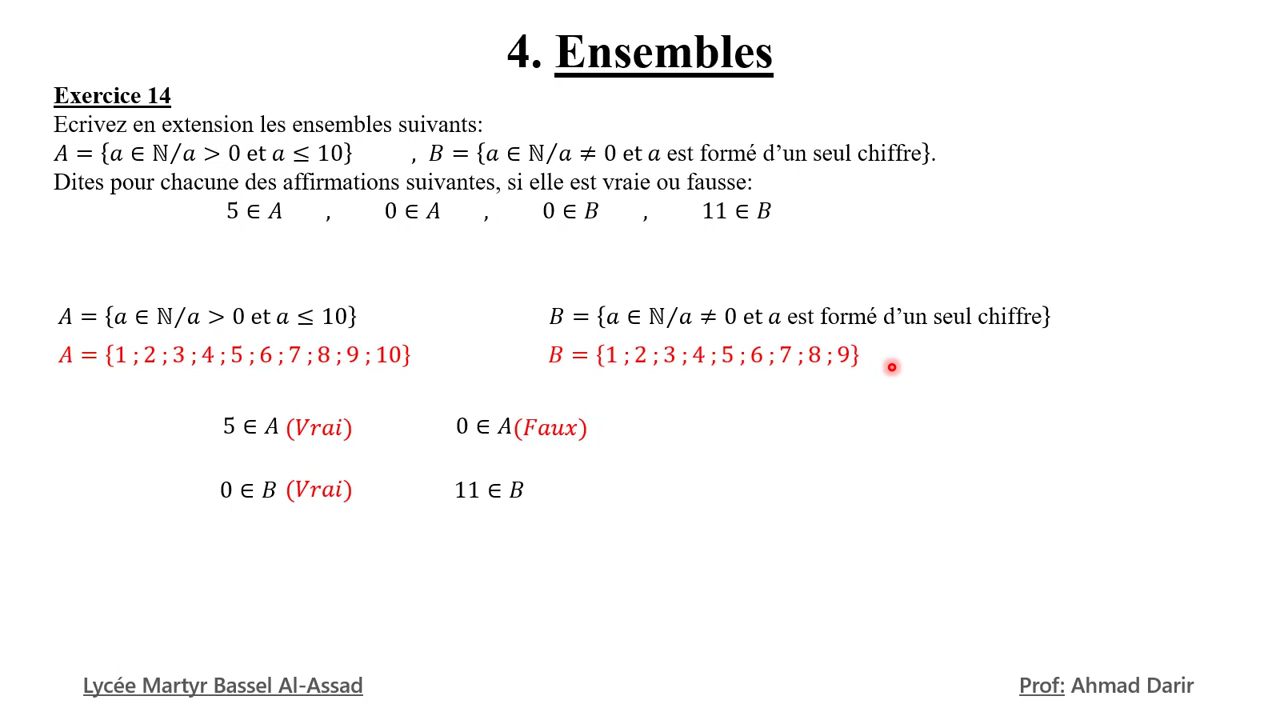 4. Ensembles
Exercice 14
Ecrivez en extension les ensembles suivants:
A = {a ∈ ℕ/a > 0 et a ≤ 10} , B = {a ∈ ℕ/a ≠ 0 et a est formé d’un seul chiffre}.
Dites pour chacune des affirmations suivantes, si elle est vraie ou fausse:
5 ∈ A , 0 ∈ A , 0 ∈ B , 11 ∈ B
A = {a ∈ ℕ/a > 0 et a ≤ 10} B = {a ∈ ℕ/a ≠ 0 et a est formé d’un seul chiffre}
A = {1 ; 2 ; 3 ; 4 ; 5 ; 6 ; 7 ; 8 ; 9 ; 10} B = {1 ; 2 ; 3 ; 4 ; 5 ; 6 ; 7 ; 8 ; 9}
5 ∈ A (Vrai) 0 ∈ A (Faux)
0 ∈ B (Vrai) 11 ∈ B
Lycée Martyr Bassel Al-Assad Prof: Ahmad Darir